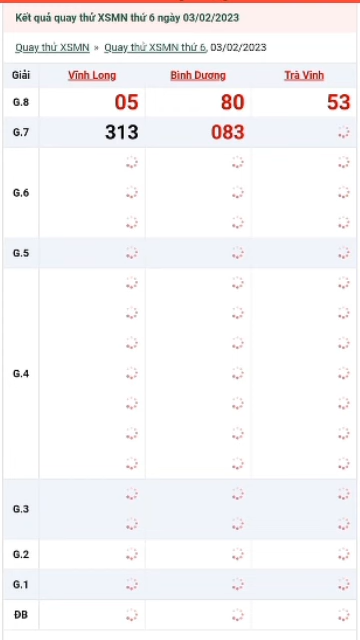 Kết quả quay thử XSMN thứ 6 ngày 03/02/2023
Quay thử XSMN » Quay thử XSMN thứ 6, 03/02/2023
Giải Vĩnh Long Bình Dương Trà Vinh
G.8 05 80 53
G.7 313 083
G.6
G.5
G.4
G.3
G.2
G.1
ĐB